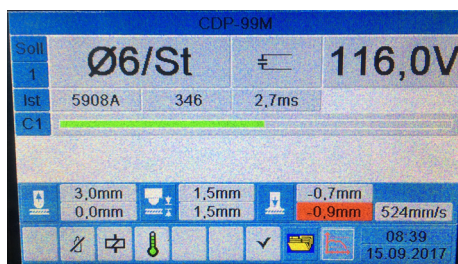 CDP-99M
Soll 1 Ø6/St 116,0V
Ist 5908A 346 2,7ms
C1
3,0mm 1,5mm -0,7mm
0,0mm 1,5mm -0,9mm 524mm/s
08:39
15.09.2017